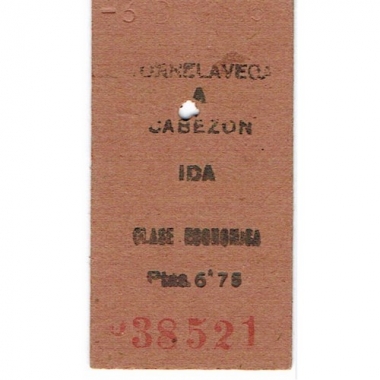 TORRELAVEGA
A
CABEZON
IDA
CLASE ECONOMICA
Ptas. 6'75
38521